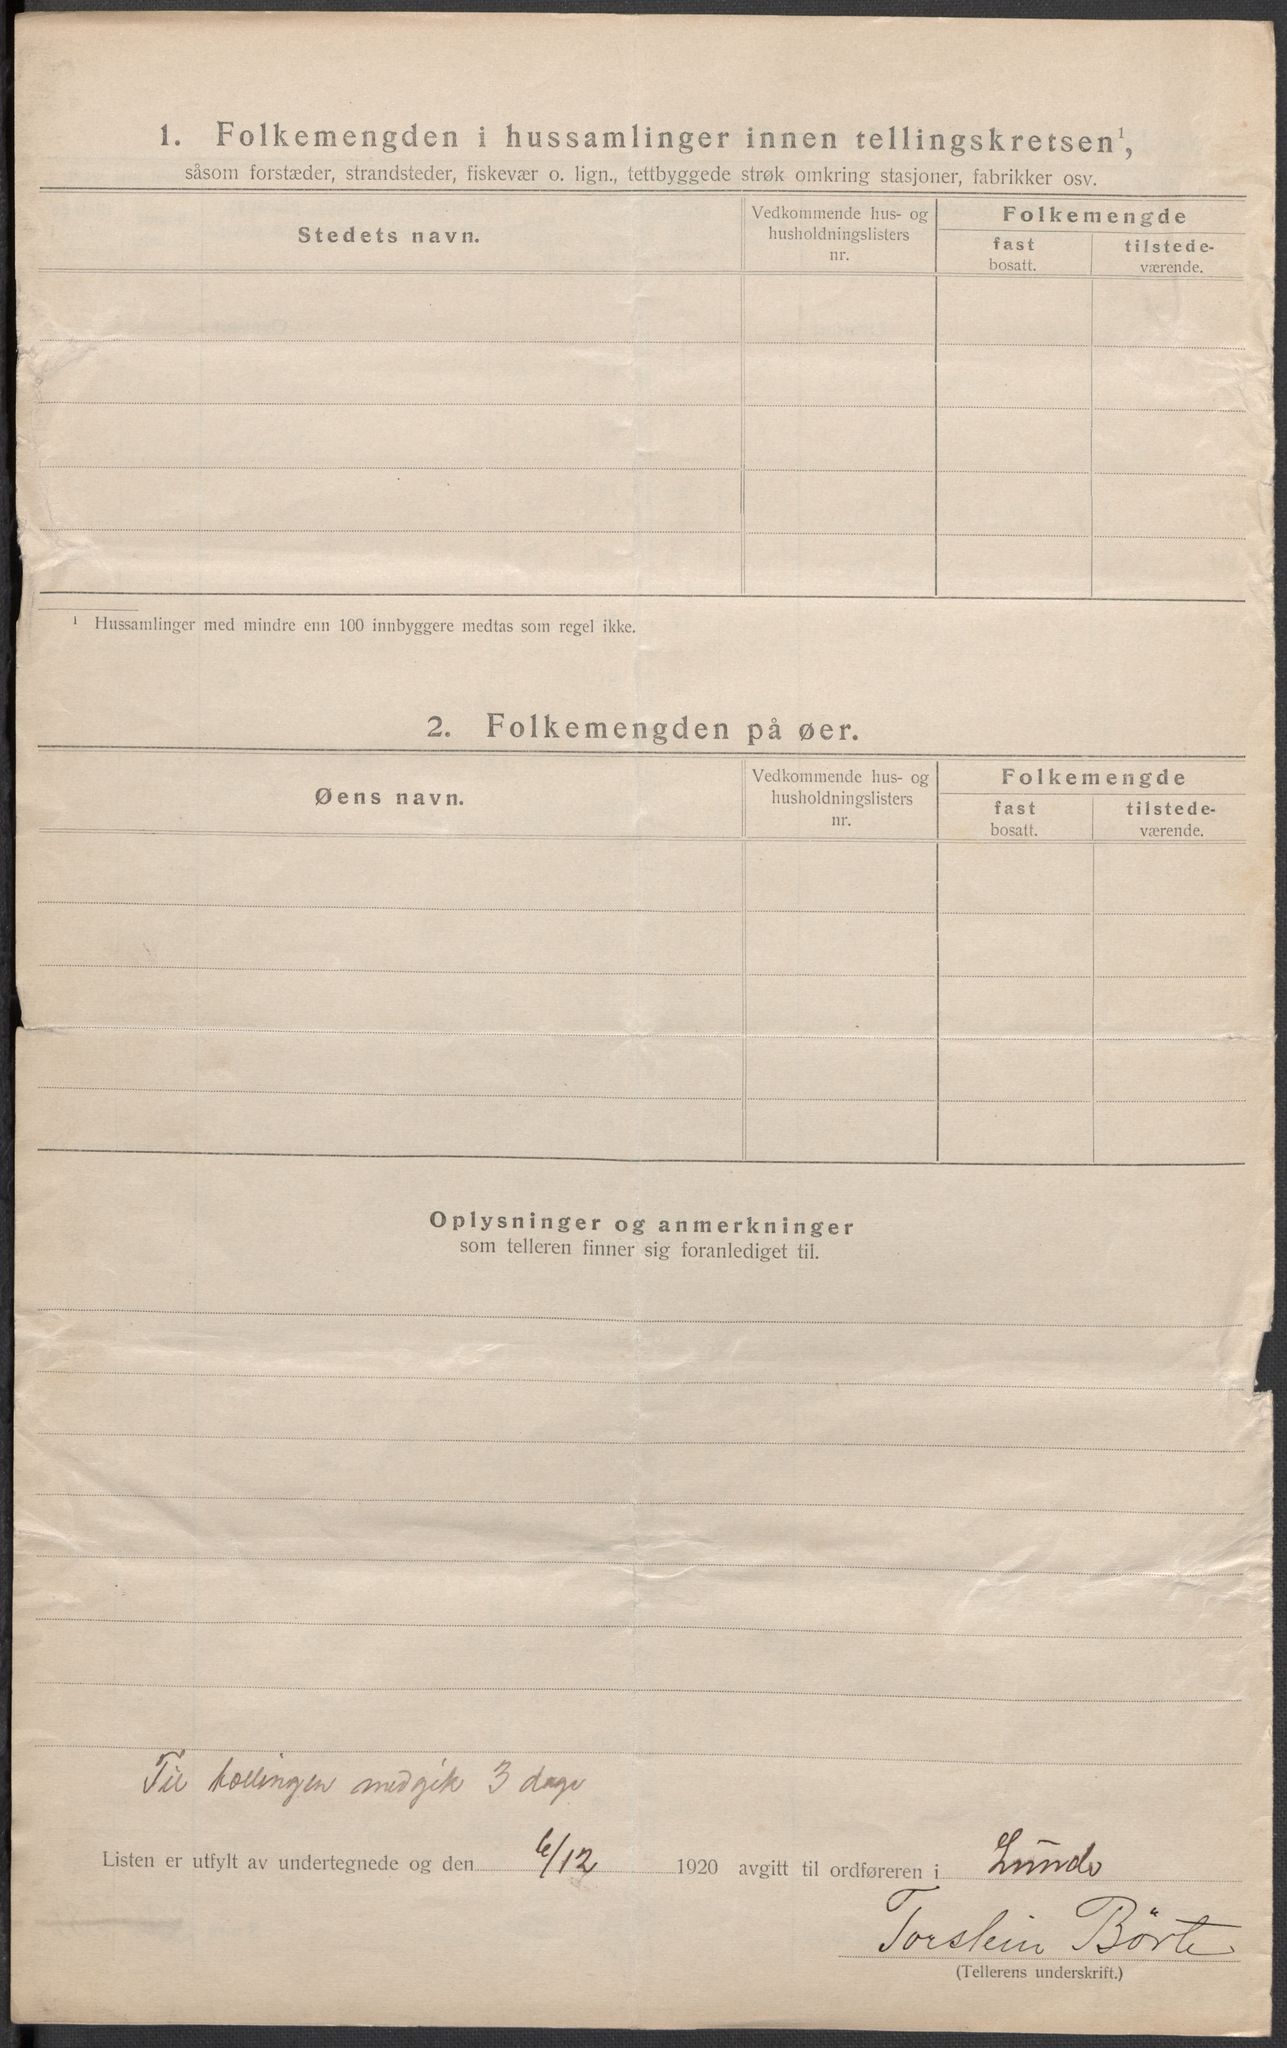 1. Folkemengden i hussamlinger innen tellingskretsen¹,
såsom forstæder, strandsteder, fiskevær o. lign., tettbyggede strøk omkring stasjoner, fabrikker osv.
Stedets navn.
Vedkommende hus- og
husholdningslisters
nr.
Folkemengde
fast
bosatt.
tilstede-
værende.
¹ Hussamlinger med mindre enn 100 innbyggere medtas som regel ikke.
2. Folkemengden på øer.
Øens navn.
Vedkommende hus- og
husholdningslisters
nr.
Folkemengde
fast
bosatt.
tilstede-
værende.
Oplysninger og anmerkninger
som telleren finner sig foranlediget til.
Til tællingen medgik 3 dage
Listen er utfylt av undertegnede og den 6/12 1920 avgitt til ordføreren i Lunde
Torstein Börte
(Tellerens underskrift.)